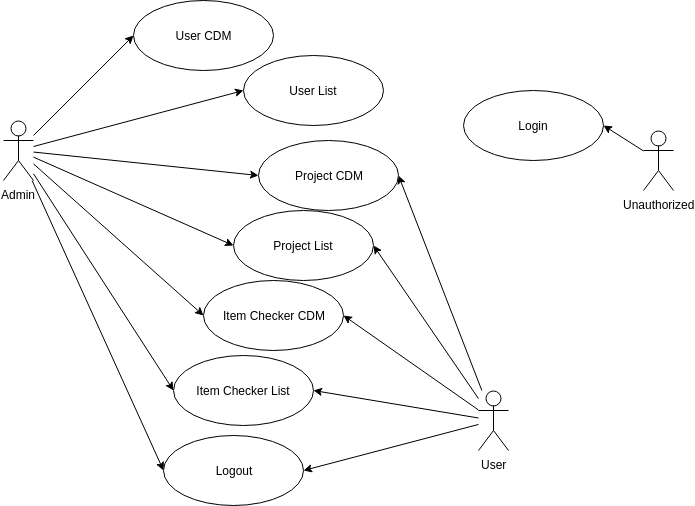 User CDM
User List
Login
Project CDM
Admin
Unauthorized
Project List
Item Checker CDM
Item Checker List
User
Logout